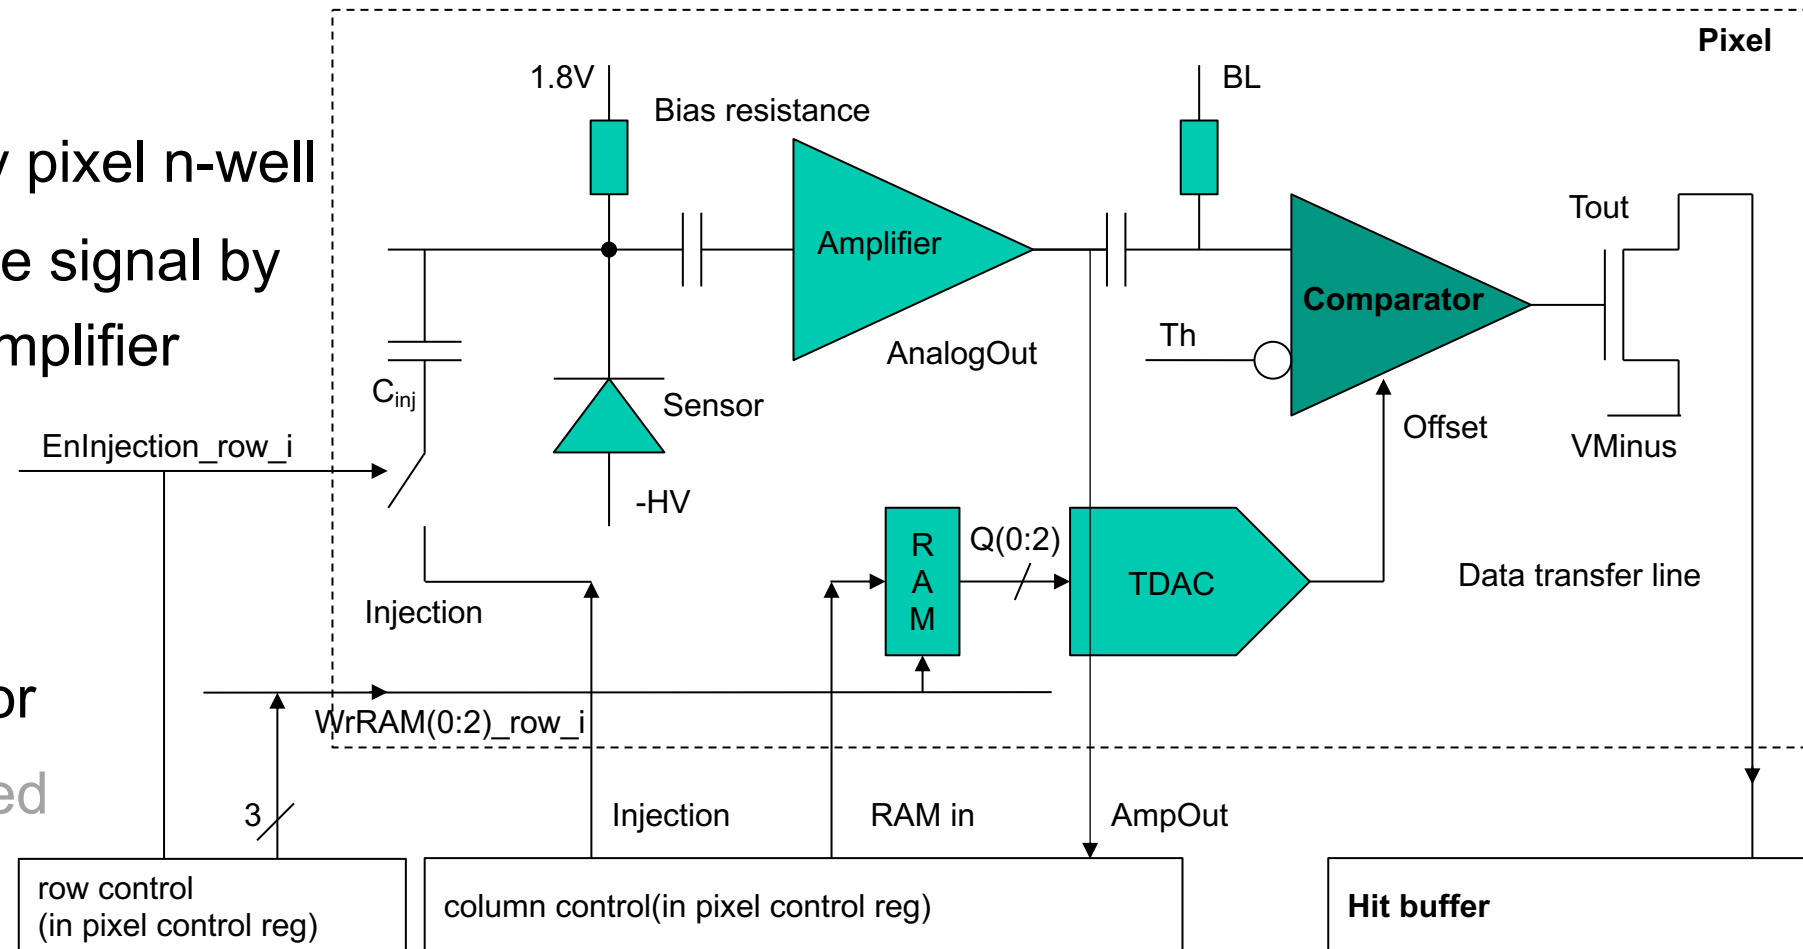 Pixel
1.8V
BL
Bias resistance
pixel n-well
Tout
Amplifier
e signal by
Comparator
Th
mplifier
AnalogOut
Cinj
Sensor
Offset
EnInjection_row_i
VMinus
-HV
RAM
Q(0:2)
TDAC
Data transfer line
Injection
or
WrRAM(0:2)_row_i
ed
3
Injection
RAM in
AmpOut
row control
(in pixel control reg)
column control(in pixel control reg)
Hit buffer